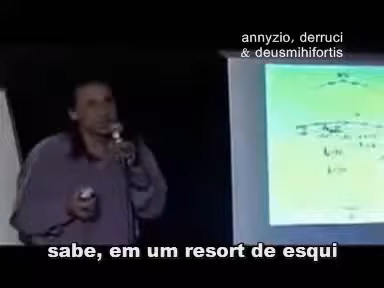 annyzio, derruci
& deusmihifortis
sabe, em um resort de esqui